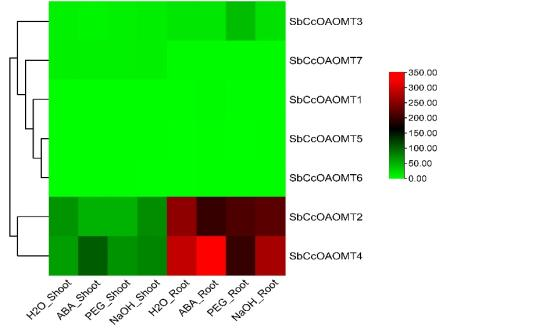 SbCcOAOMT3
SbCcOAOMT7
SbCcOAOMT1
SbCcOAOMT5
SbCcOAOMT6
SbCcOAOMT2
SbCcOAOMT4
350.00
300.00
250.00
200.00
150.00
100.00
50.00
0.00
H2O_Shoot
ABA_Shoot
PEG_Shoot
NaOH_Shoot
H2O_Root
ABA_Root
PEG_Root
NaOH_Root